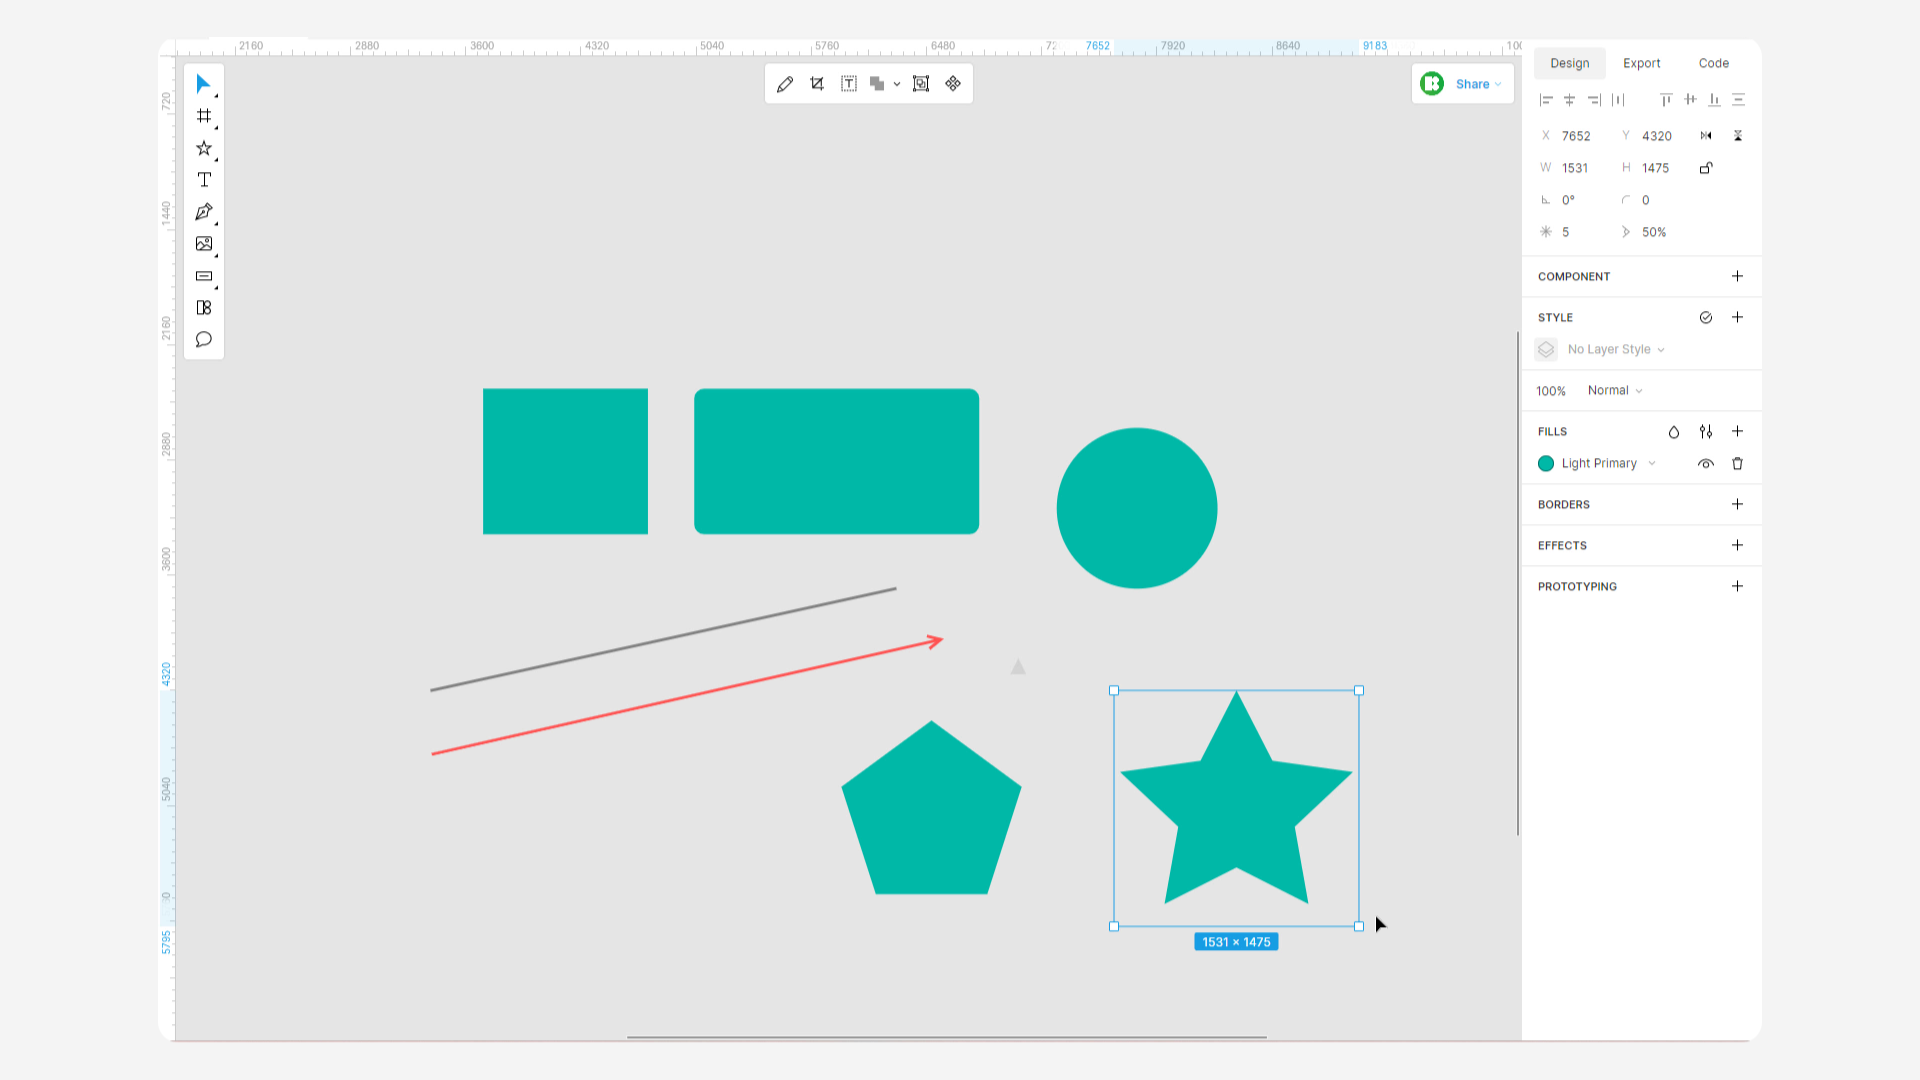 2160 2880 3600 4320 5040 5760 6480 72 7652 7920 8640 9183 100
Design Export Code
Share
720
1440
2160
2880
3600
4320
5040
5795
X 7652 Y 4320
W 1531 H 1475
0° 0
5 50%
COMPONENT
STYLE
No Layer Style
100% Normal
FILLS
Light Primary
BORDERS
EFFECTS
PROTOTYPING
1531 × 1475